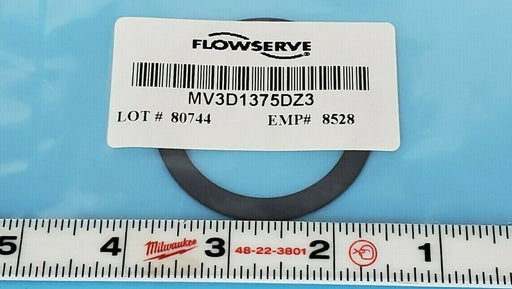 FLOWSERVE
MV3D1375DZ3
LOT # 80744 EMP# 8528
5 4 Milwaukee 3 48-22-3801 2 1